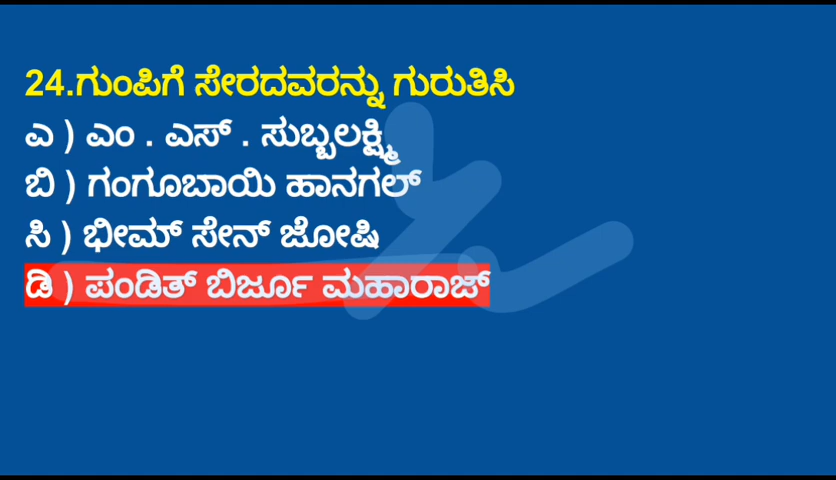 24.ಗುಂಪಿಗೆ ಸೇರದವರನ್ನು ಗುರುತಿಸಿ
ಎ ) ಎಂ . ಎಸ್ . ಸುಬ್ಬಲಕ್ಷ್ಮಿ
ಬಿ ) ಗಂಗೂಬಾಯಿ ಹಾನಗಲ್
ಸಿ ) ಭೀಮ್ ಸೇನ್ ಜೋಷಿ
ಡಿ ) ಪಂಡಿತ್ ಬಿರ್ಜೂ ಮಹಾರಾಜ್